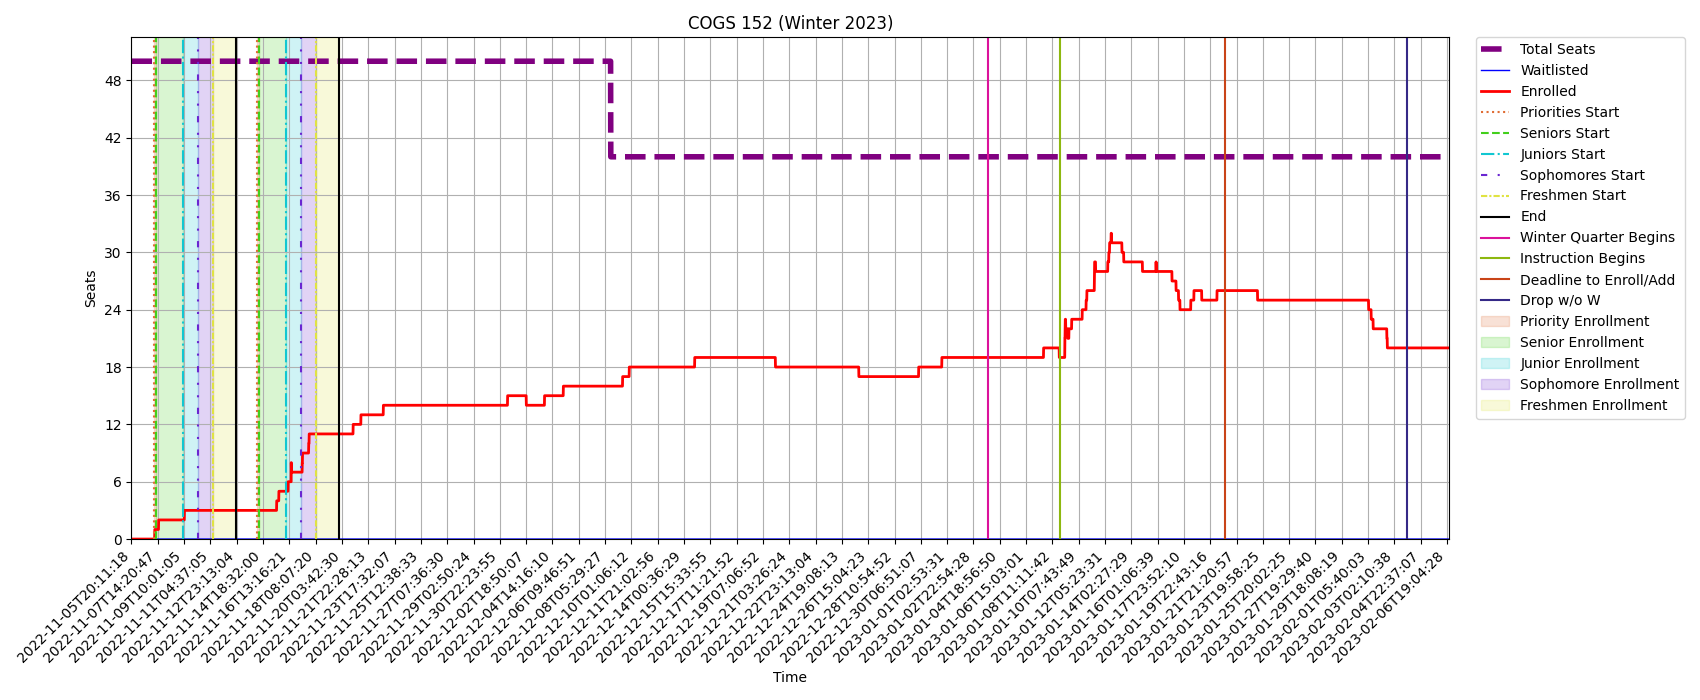 COGS 152 (Winter 2023)
Seats
48
42
36
30
24
18
12
6
0
2022-11-05T20:11:18
2022-11-07T14:20:47
2022-11-09T10:01:05
2022-11-11T04:37:05
2022-11-12T23:13:04
2022-11-14T18:32:00
2022-11-16T13:16:21
2022-11-18T08:07:20
2022-11-20T03:42:30
2022-11-21T22:28:13
2022-11-23T17:32:07
2022-11-25T12:38:33
2022-11-27T07:36:30
2022-11-29T02:50:24
2022-11-30T22:23:55
2022-12-02T18:50:07
2022-12-04T14:16:10
2022-12-06T09:46:51
2022-12-08T05:29:27
2022-12-10T01:06:12
2022-12-11T21:02:56
2022-12-14T00:36:29
2022-12-15T15:33:55
2022-12-17T11:21:52
2022-12-19T07:06:52
2022-12-21T03:26:24
2022-12-22T23:13:04
2022-12-24T19:08:13
2022-12-26T15:04:23
2022-12-28T10:54:52
2022-12-30T06:51:07
2023-01-01T02:53:31
2023-01-02T22:54:28
2023-01-04T18:56:50
2023-01-06T15:03:01
2023-01-08T11:11:42
2023-01-10T07:43:49
2023-01-12T05:23:31
2023-01-14T02:27:29
2023-01-16T01:06:39
2023-01-17T23:52:10
2023-01-19T22:43:16
2023-01-21T21:20:57
2023-01-23T19:58:25
2023-01-25T20:02:25
2023-01-27T19:29:40
2023-01-29T18:08:19
2023-02-01T05:40:03
2023-02-03T02:10:38
2023-02-04T22:37:07
2023-02-06T19:04:28
Time
Total Seats
Waitlisted
Enrolled
Priorities Start
Seniors Start
Juniors Start
Sophomores Start
Freshmen Start
End
Winter Quarter Begins
Instruction Begins
Deadline to Enroll/Add
Drop w/o W
Priority Enrollment
Senior Enrollment
Junior Enrollment
Sophomore Enrollment
Freshmen Enrollment